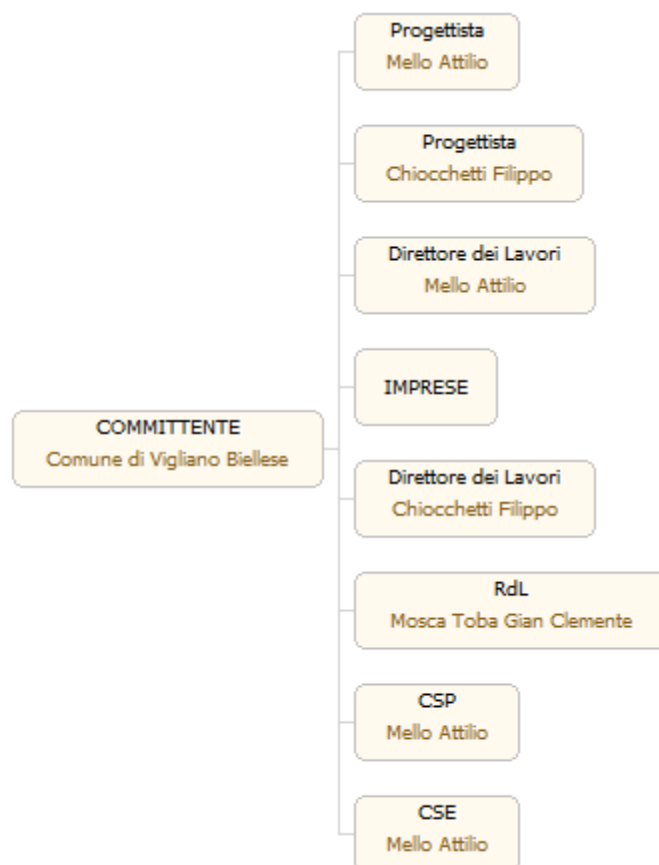 Progettista
Mello Attilio
Progettista
Chiocchetti Filippo
Direttore dei Lavori
Mello Attilio
IMPRESE
COMMITTENTE
Comune di Vigliano Biellese
Direttore dei Lavori
Chiocchetti Filippo
RdL
Mosca Toba Gian Clemente
CSP
Mello Attilio
CSE
Mello Attilio